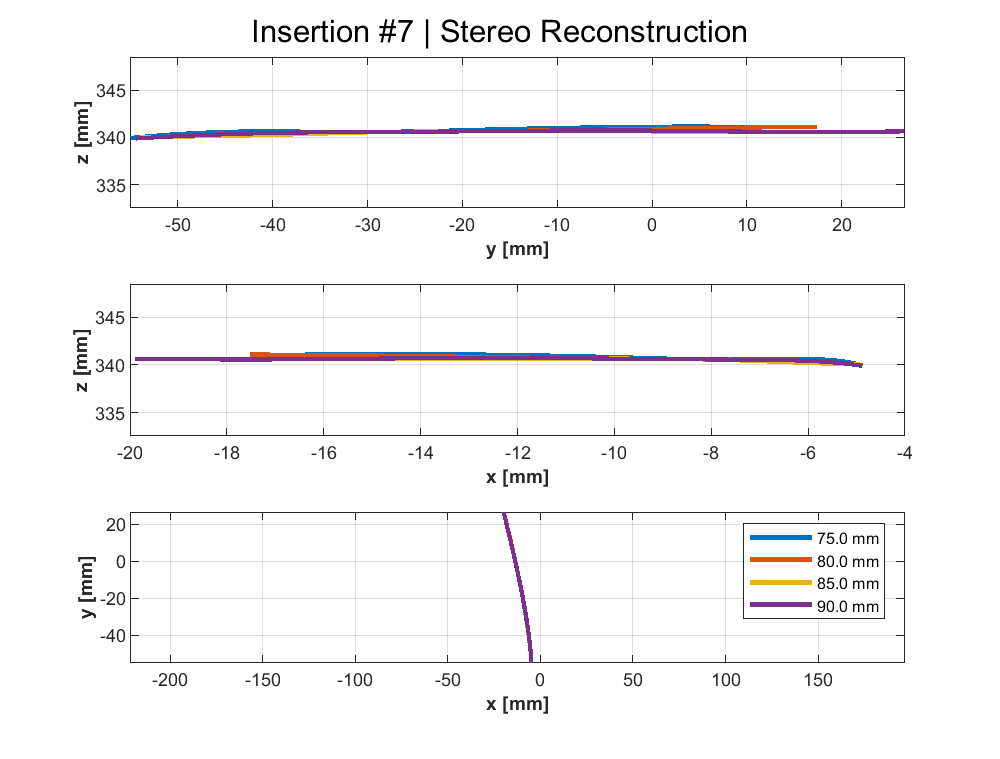 Insertion #7 | Stereo Reconstruction
345
340
335
z [mm]
-50 -40 -30 -20 -10 0 10 20
y [mm]
345
340
335
z [mm]
-20 -18 -16 -14 -12 -10 -8 -6 -4
x [mm]
20
0
-20
-40
y [mm]
75.0 mm
80.0 mm
85.0 mm
90.0 mm
-200 -150 -100 -50 0 50 100 150
x [mm]